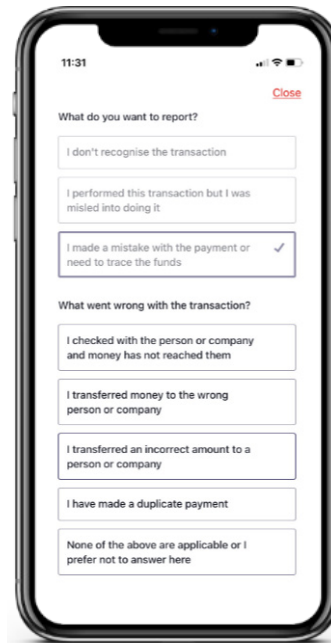 11:31
Close
What do you want to report?
I don't recognise the transaction
I performed this transaction but I was
misled into doing it
I made a mistake with the payment or
need to trace the funds
What went wrong with the transaction?
I checked with the person or company
and money has not reached them
I transferred money to the wrong
person or company
I transferred an incorrect amount to a
person or company
I have made a duplicate payment
None of the above are applicable or I
prefer not to answer here